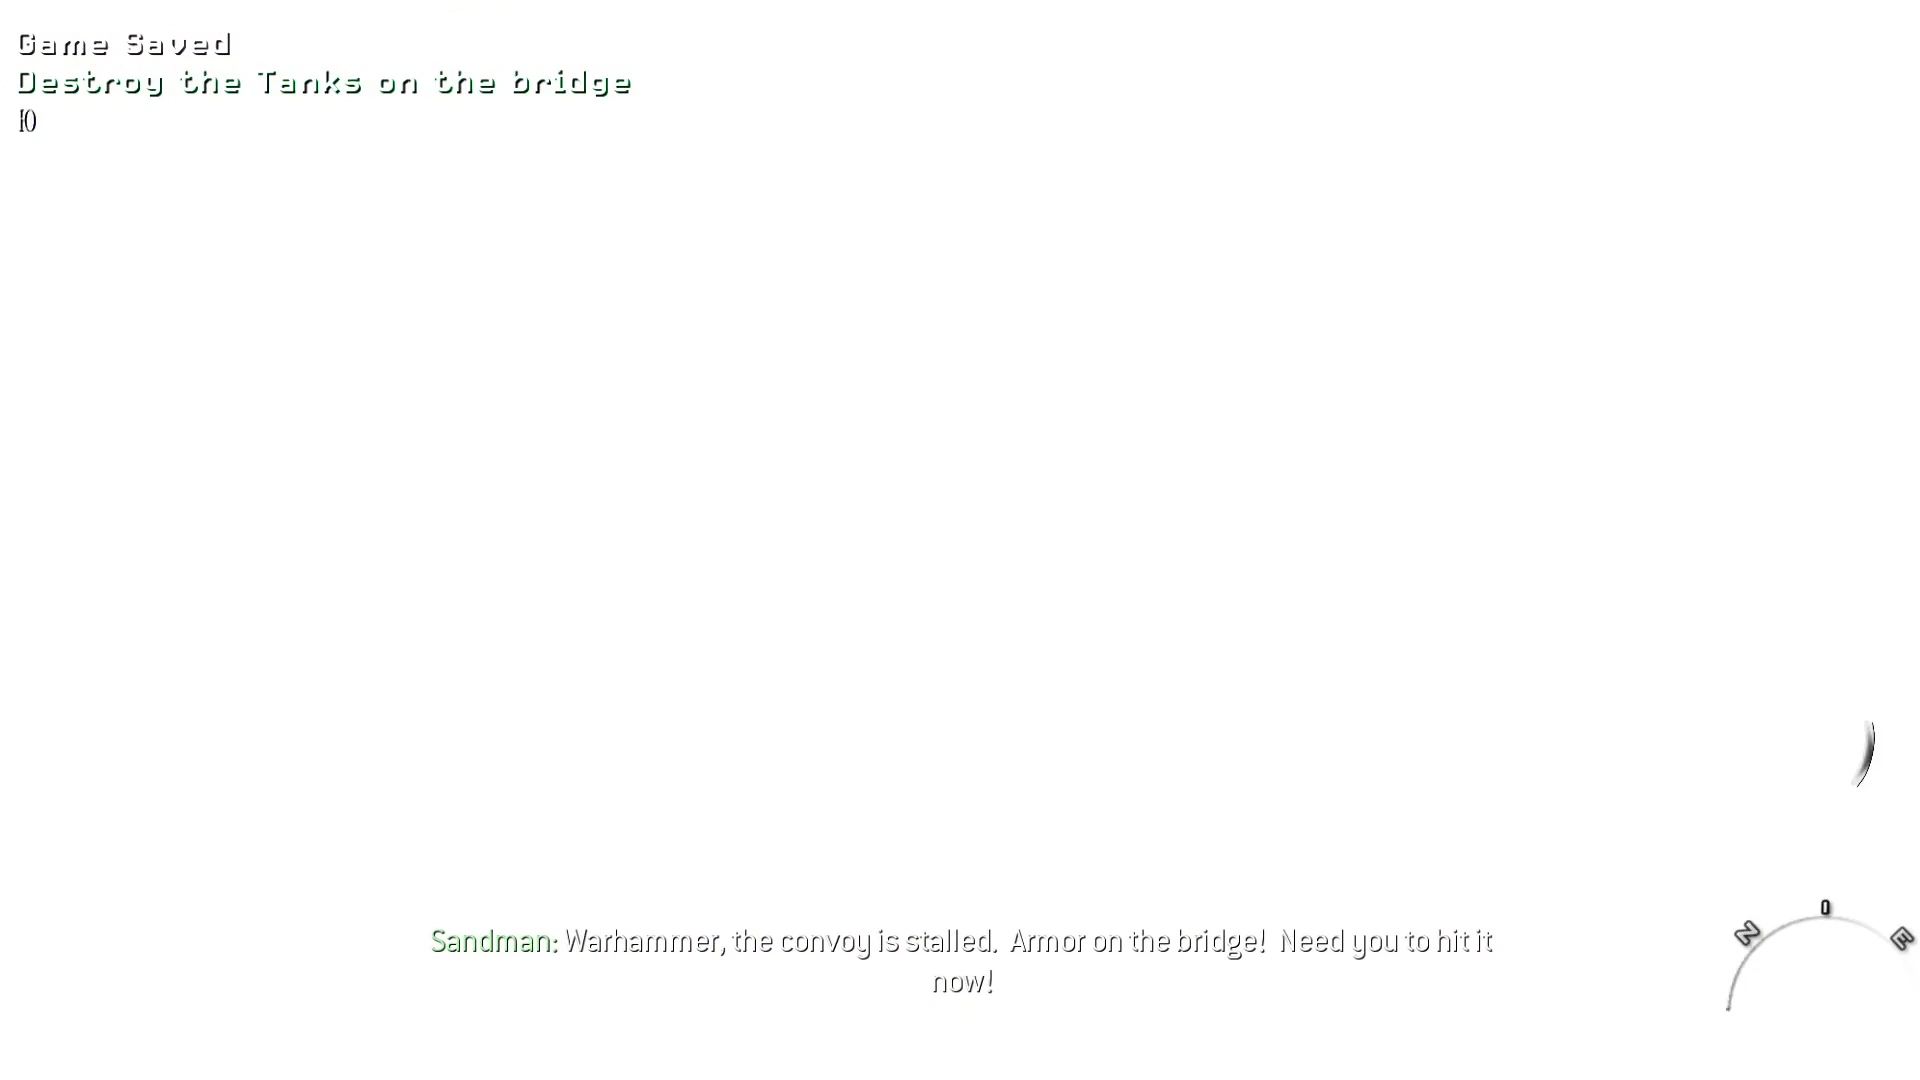 Game Saved
Destroy the Tanks on the bridge
Sandman: Warhammer, the convoy is stalled.  Armor on the bridge!  Need you to hit it
now!
N
0
E